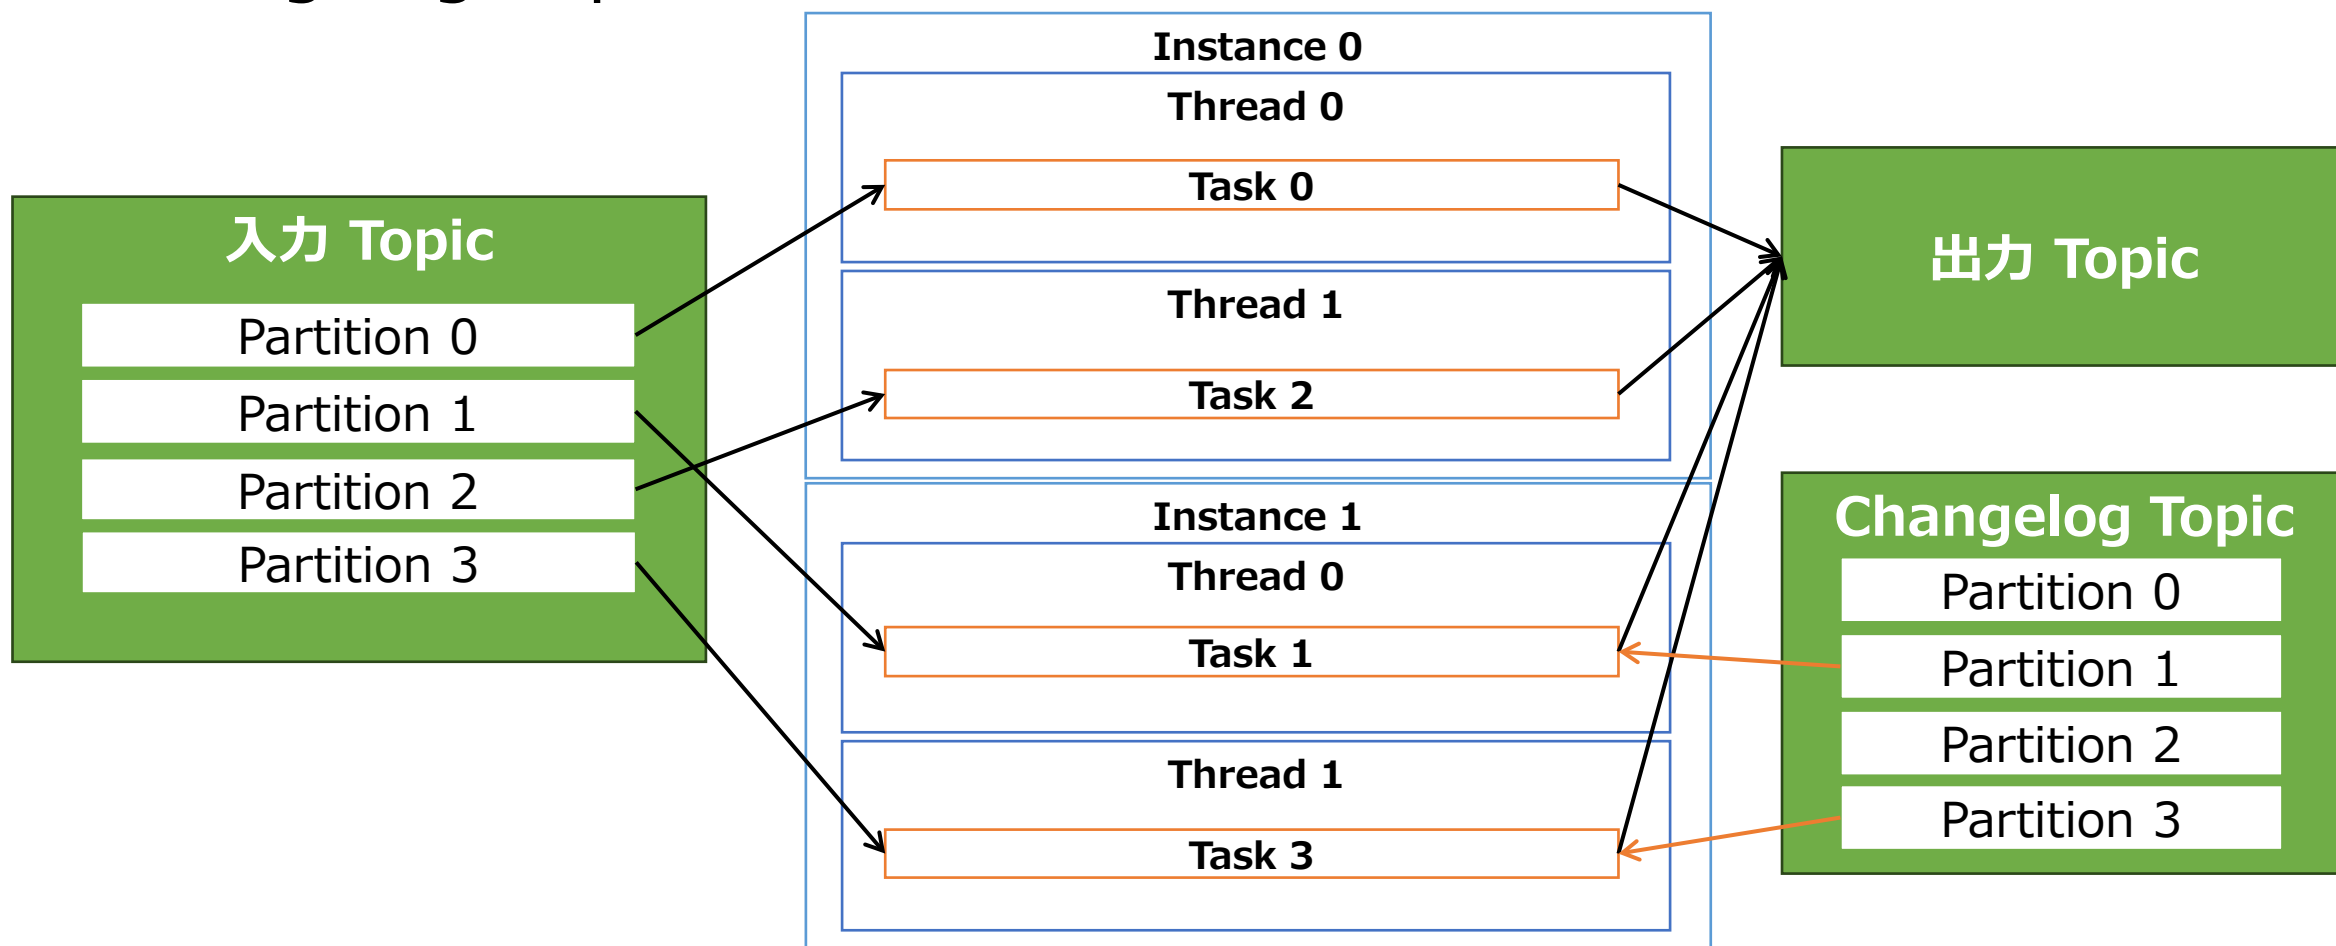 Instance 0
Thread 0
Task 0
Thread 1
Task 2
Instance 1
Thread 0
Task 1
Thread 1
Task 3
入力 Topic
Partition 0
Partition 1
Partition 2
Partition 3
出力 Topic
Changelog Topic
Partition 0
Partition 1
Partition 2
Partition 3